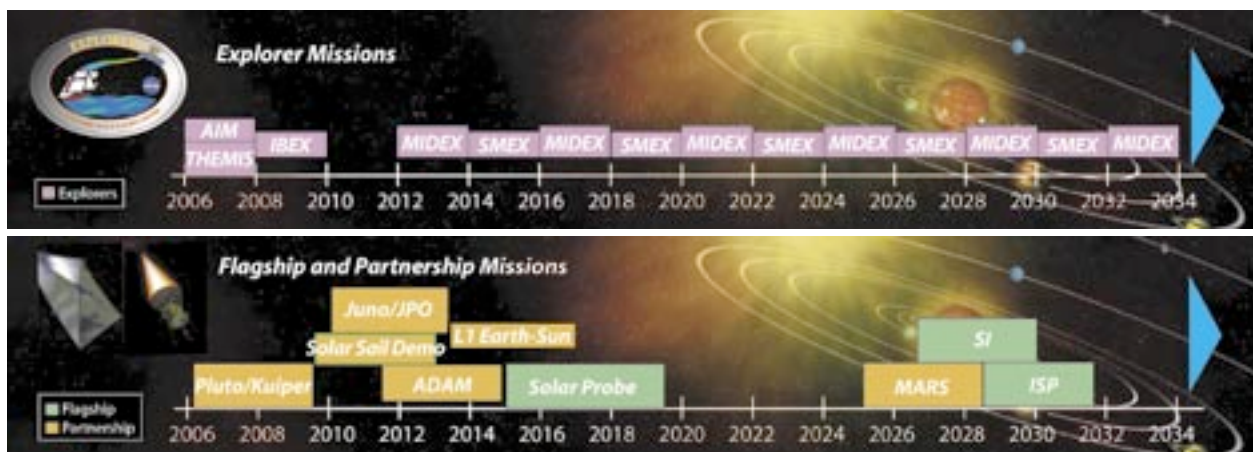 EXPLORERS
Explorer Missions
AIM
THEMIS
IBEX
MIDEX SMEX MIDEX SMEX MIDEX SMEX MIDEX SMEX MIDEX SMEX MIDEX
Explorers
2006 2008 2010 2012 2014 2016 2018 2020 2022 2024 2026 2028 2030 2032 2034
Flagship and Partnership Missions
Juno/JPO
L1 Earth-Sun
Solar Sail Demo
SI
Pluto/Kuiper ADAM Solar Probe MARS ISP
Flagship
Partnership
2006 2008 2010 2012 2014 2016 2018 2020 2022 2024 2026 2028 2030 2032 2034